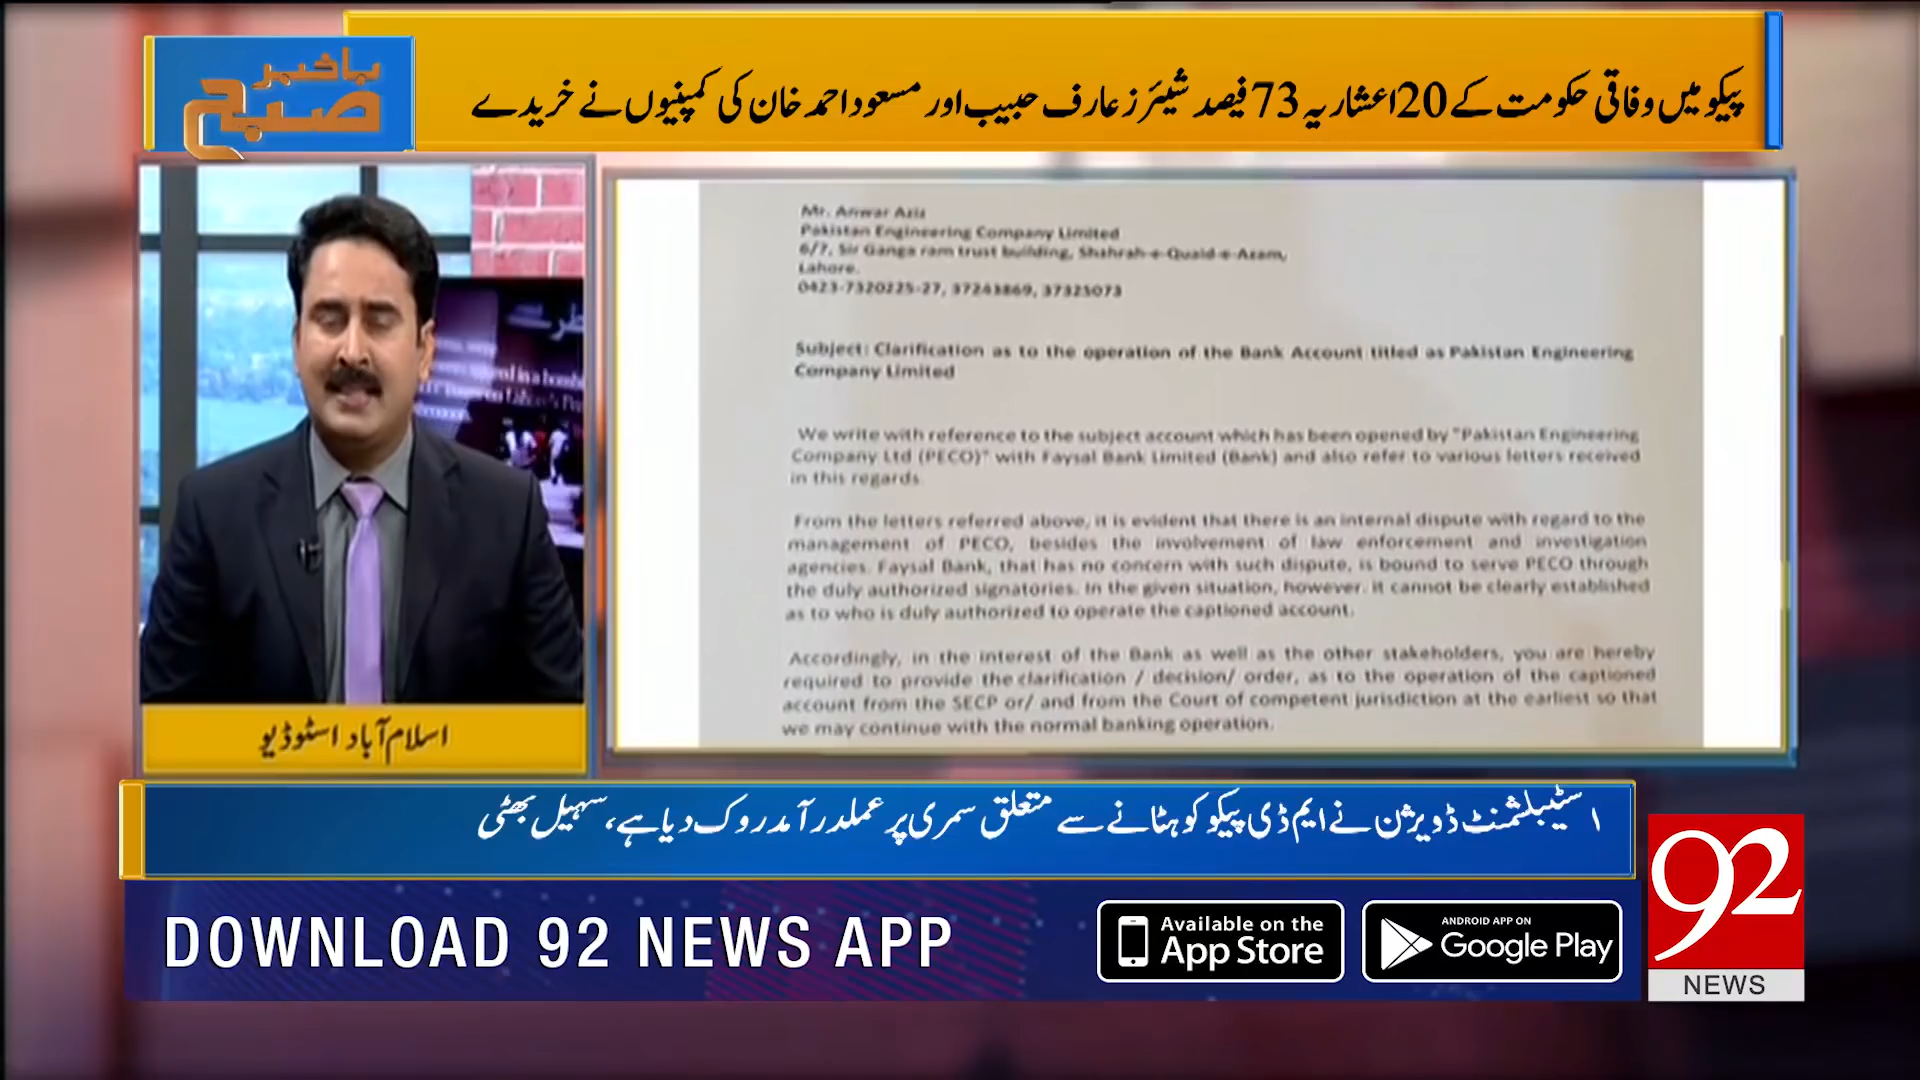 باخبر
صبح
پیکو میں وفاقی حکومت کے 20 اعشاریہ 73 فیصد شیئرز عارف حبیب اور مسعود احمد خان کی کمپنیوں نے خریدے
Mr. Anwar Aziz
Pakistan Engineering Company Limited
6/7, Sir Ganga ram trust building, Shahrah-e-Quaid-e-Azam,
Lahore.
0423-7320225-27, 37243869, 37325073
Subject: Clarification as to the operation of the Bank Account titled as Pakistan Engineering
Company Limited
We write with reference to the subject account which has been opened by "Pakistan Engineering
Company Ltd (PECO)" with Faysal Bank Limited (Bank) and also refer to various letters received
in this regards.
From the letters referred above, it is evident that there is an internal dispute with regard to the
management of PECO, besides the involvement of law enforcement and investigation
agencies. Faysal Bank, that has no concern with such dispute, is bound to serve PECO through
the duly authorized signatories. In the given situation, however, it cannot be clearly established
as to who is duly authorized to operate the captioned account.
Accordingly, in the interest of the Bank as well as the other stakeholders, you are hereby
required to provide the clarification / decision/ order, as to the operation of the captioned
account from the SECP or/ and from the Court of competent jurisdiction at the earliest so that
we may continue with the normal banking operation.
اسلام آباد اسٹوڈیو
اسٹیبلشمنٹ ڈویژن نے ایم ڈی پیکو کو ہٹانے سے متعلق سمری پر عملدرآمد روک دیا ہے، سہیل بھٹی
DOWNLOAD 92 NEWS APP
Available on the
App Store
ANDROID APP ON
Google Play
92
NEWS